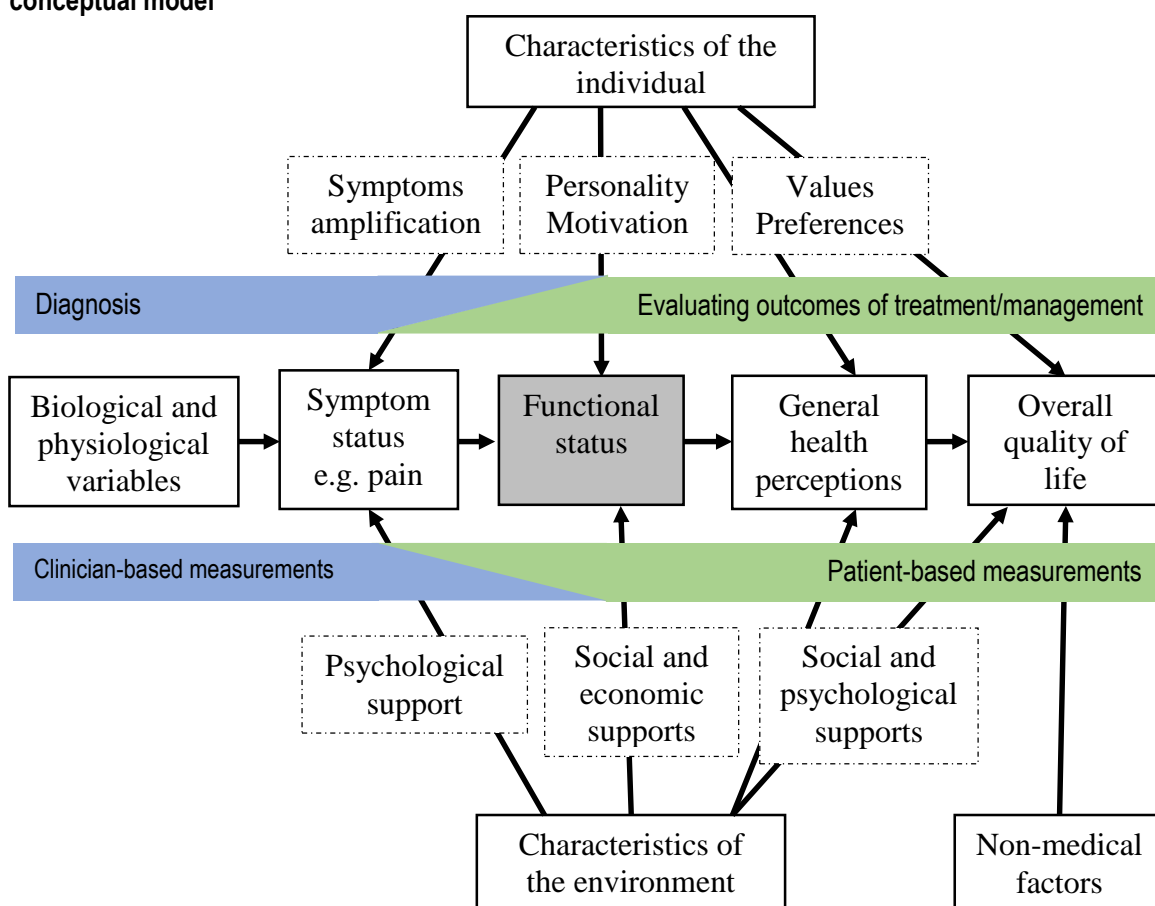 conceptual model
Characteristics of the
individual
Symptoms
amplification
Personality
Motivation
Values
Preferences
Diagnosis
Evaluating outcomes of treatment/management
Biological and
physiological
variables
Symptom
status
e.g. pain
Functional
status
General
health
perceptions
Overall
quality of
life
Clinician-based measurements
Patient-based measurements
Psychological
support
Social and
economic
supports
Social and
psychological
supports
Characteristics of
the environment
Non-medical
factors